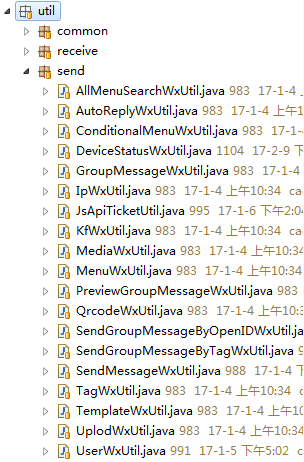 util
common
receive
send
AllMenuSearchWxUtil.java 983 17-1-4
AutoReplyWxUtil.java 983 17-1-4 上午1
ConditionalMenuWxUtil.java 983 17-1-
DeviceStatusWxUtil.java 1104 17-2-9 下
GroupMessageWxUtil.java 983 17-1-4
IpWxUtil.java 983 17-1-4 上午10:34 ca
JsApiTicketUtil.java 995 17-1-6 下午2:04
KfWxUtil.java 983 17-1-4 上午10:34 ca
MediaWxUtil.java 983 17-1-4 上午10:34
MenuWxUtil.java 983 17-1-4 上午10:34
PreviewGroupMessageWxUtil.java 983
QrcodeWxUtil.java 983 17-1-4 上午10:3
SendGroupMessageByOpenIDWxUtil.ja
SendGroupMessageByTagWxUtil.java 9
SendMessageWxUtil.java 988 17-1-4 上
TagWxUtil.java 983 17-1-4 上午10:34 c
TemplateWxUtil.java 983 17-1-4 上午10
UplodWxUtil.java 983 17-1-4 上午10:34
UserWxUtil.java 991 17-1-5 下午5:02 c